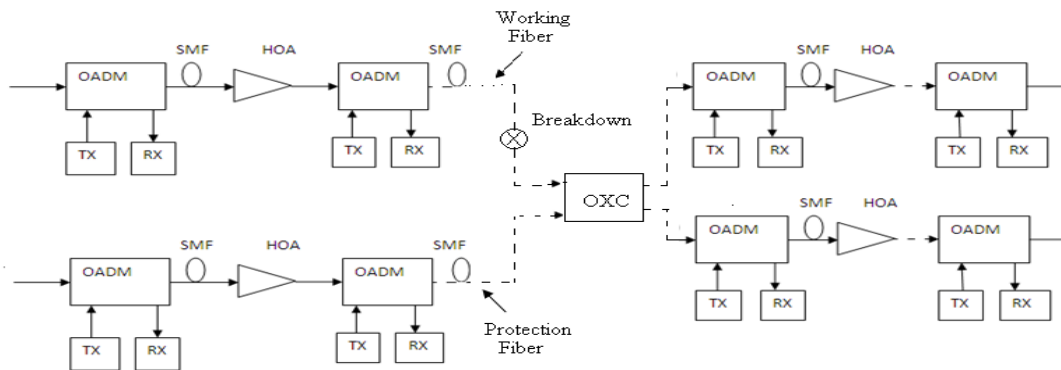 Working
Fiber
SMF
HOA
SMF
OADM
OADM
TX
RX
TX
RX
Breakdown
SMF
HOA
OADM
OADM
TX
RX
TX
RX
OXC
SMF
HOA
SMF
OADM
OADM
TX
RX
TX
RX
Protection
Fiber
SMF
HOA
OADM
OADM
TX
RX
TX
RX